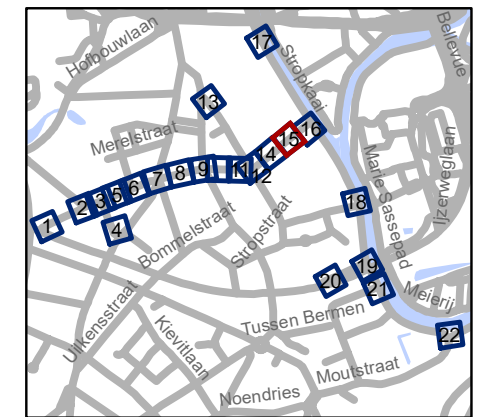 Hofbouwlaan
17
Stropkaai
Bellevue
13
Merelstraat
16
15
14
12
11
9
8
7
6
5
3
2
1
4
Marie Sassepad
Ijzerweglaan
Bommelstraat
Stropstraat
18
19
20
21
Meierij
22
Uilkensstraat
Tussen Bermen
Kievitlaan
Moutstraat
Noendries